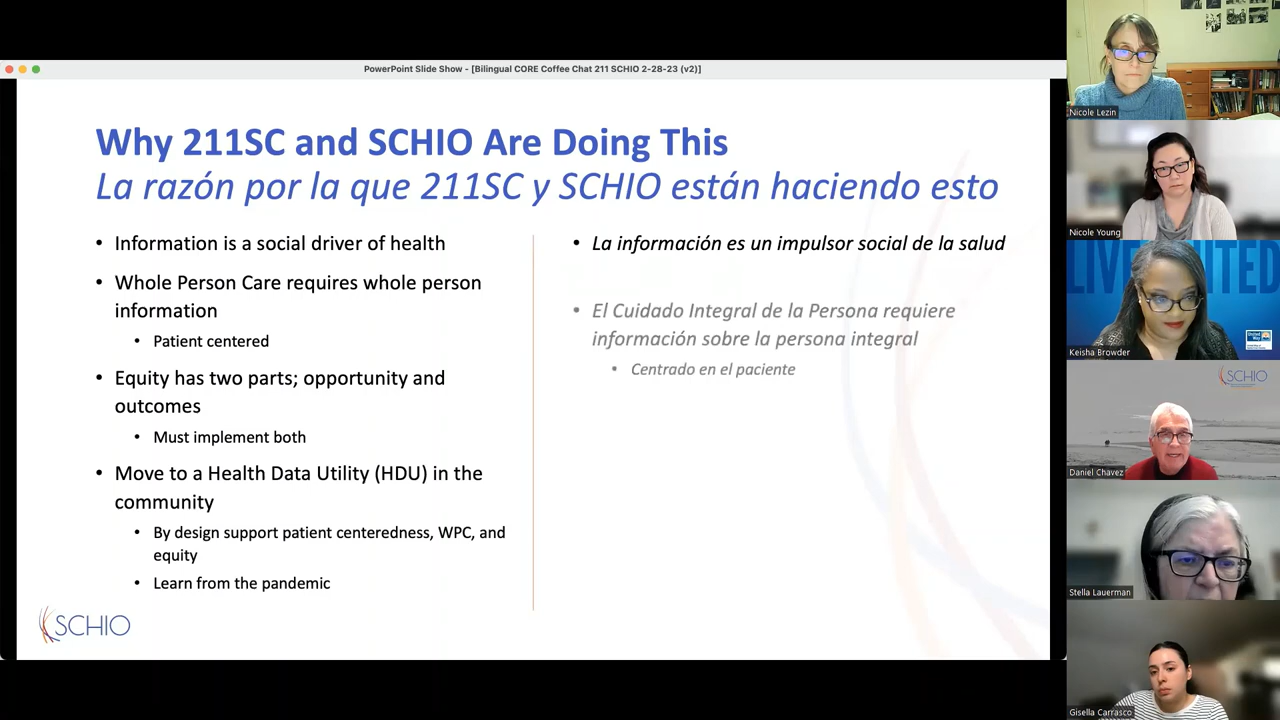 PowerPoint Slide Show - [Bilingual CORE Coffee Chat 211 SCHIO 2-28-23 (v2)]
Why 211SC and SCHIO Are Doing This
La razón por la que 211SC y SCHIO están haciendo esto
• Information is a social driver of health
• Whole Person Care requires whole person
information
• Patient centered
• Equity has two parts; opportunity and
outcomes
• Must implement both
• Move to a Health Data Utility (HDU) in the
community
• By design support patient centeredness, WPC, and
equity
• Learn from the pandemic
• La información es un impulsor social de la salud
• El Cuidado Integral de la Persona requiere
información sobre la persona integral
• Centrado en el paciente
SCHIO
Nicole Lezin
Nicole Young
LIVE UNITED
United Way
Keisha Browder
SCHIO
Daniel Chavez
Stella Lauerman
Gisella Carrasco